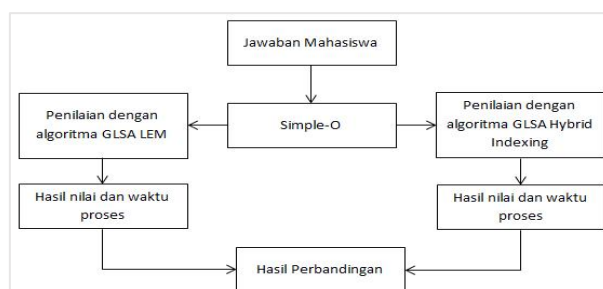 Jawaban Mahasiswa
Penilaian dengan
algoritma GLSA LEM
Simple-O
Penilaian dengan
algoritma GLSA Hybrid
Indexing
Hasil nilai dan waktu
proses
Hasil nilai dan waktu
proses
Hasil Perbandingan